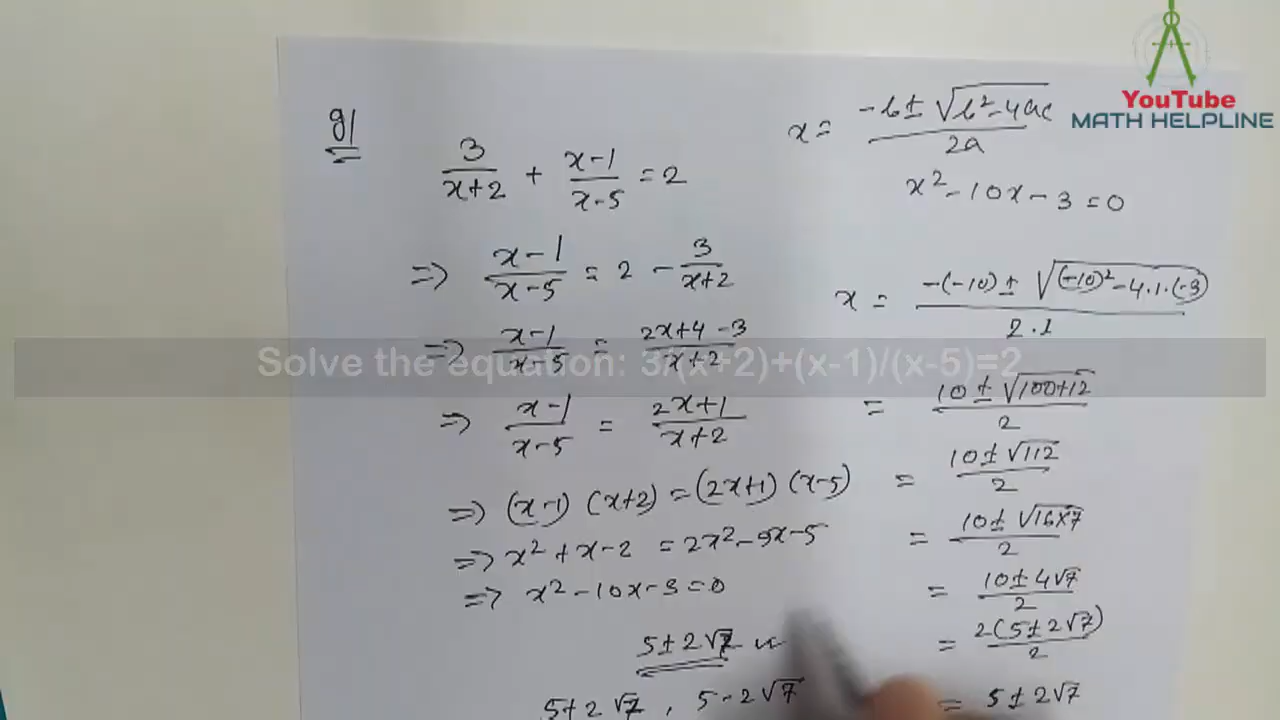 YouTube
MATH HELPLINE
Q1
3/(x+2) + (x-1)/(x-5) = 2
=> (x-1)/(x-5) = 2 - 3/(x+2)
=> (x-1)/(x-5) = (2x+4-3)/(x+2)
Solve the equation: 3/(x-2)+(x-1)/(x-5)=2
=> (x-1)/(x-5) = (2x+1)/(x+2)
=> (x-1) (x+2) = (2x+1) (x-5)
=> x² + x - 2 = 2x² - 9x - 5
=> x² - 10x - 3 = 0
5 ± 2√7
5+2√7 , 5-2√7
x = (-b ± √(b²-4ac))/2a
x² - 10x - 3 = 0
x = (-(-10) ± √((-10)² - 4.1.(-3)))/2.1
= (10 ± √(100+12))/2
= (10 ± √112)/2
= (10 ± √(16×7))/2
= (10 ± 4√7)/2
= 2(5 ± 2√7)/2
= 5 ± 2√7